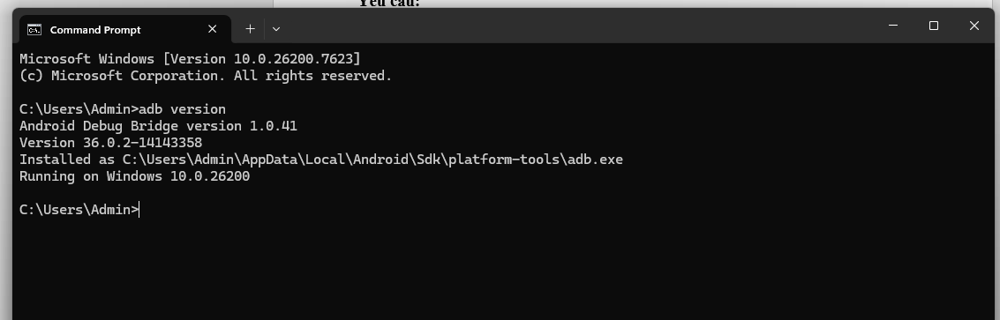 Yêu cầu:
Command Prompt
Microsoft Windows [Version 10.0.26200.7623]
(c) Microsoft Corporation. All rights reserved.
C:\Users\Admin>adb version
Android Debug Bridge version 1.0.41
Version 36.0.2-14143358
Installed as C:\Users\Admin\AppData\Local\Android\Sdk\platform-tools\adb.exe
Running on Windows 10.0.26200
C:\Users\Admin>